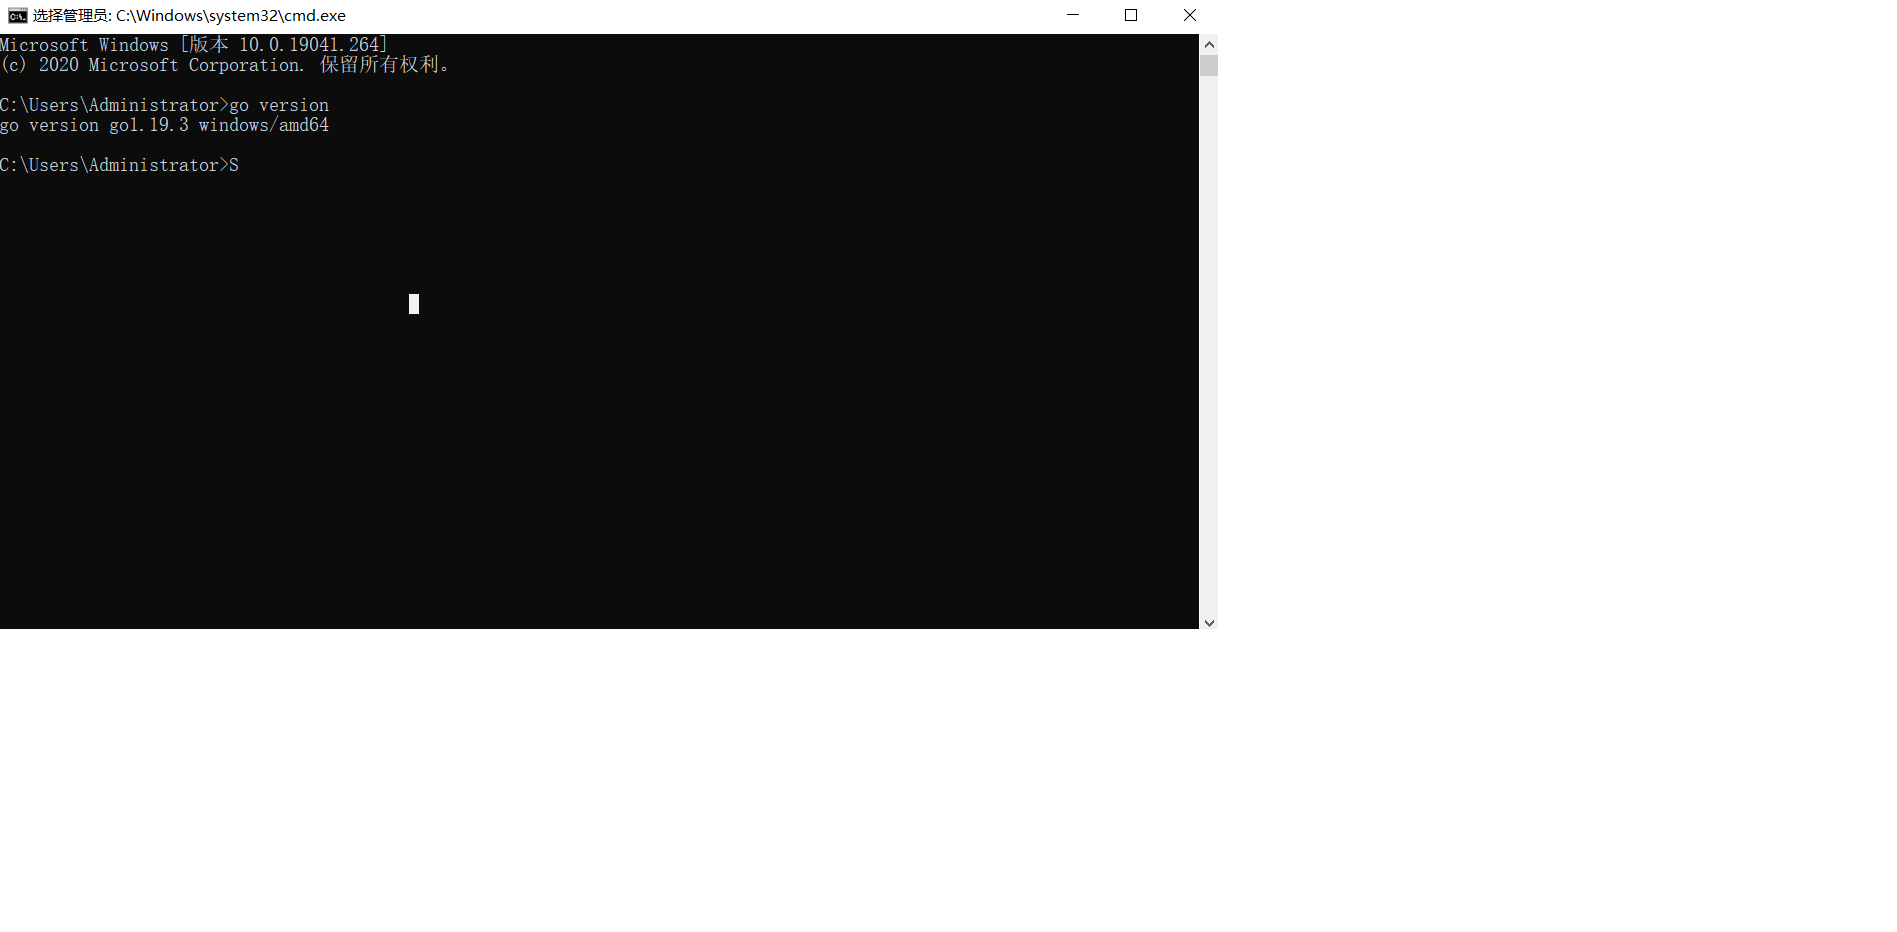 选择管理员: C:\Windows\system32\cmd.exe
Microsoft Windows [版本 10.0.19041.264]
(c) 2020 Microsoft Corporation. 保留所有权利。
C:\Users\Administrator>go version
go version go1.19.3 windows/amd64
C:\Users\Administrator>S